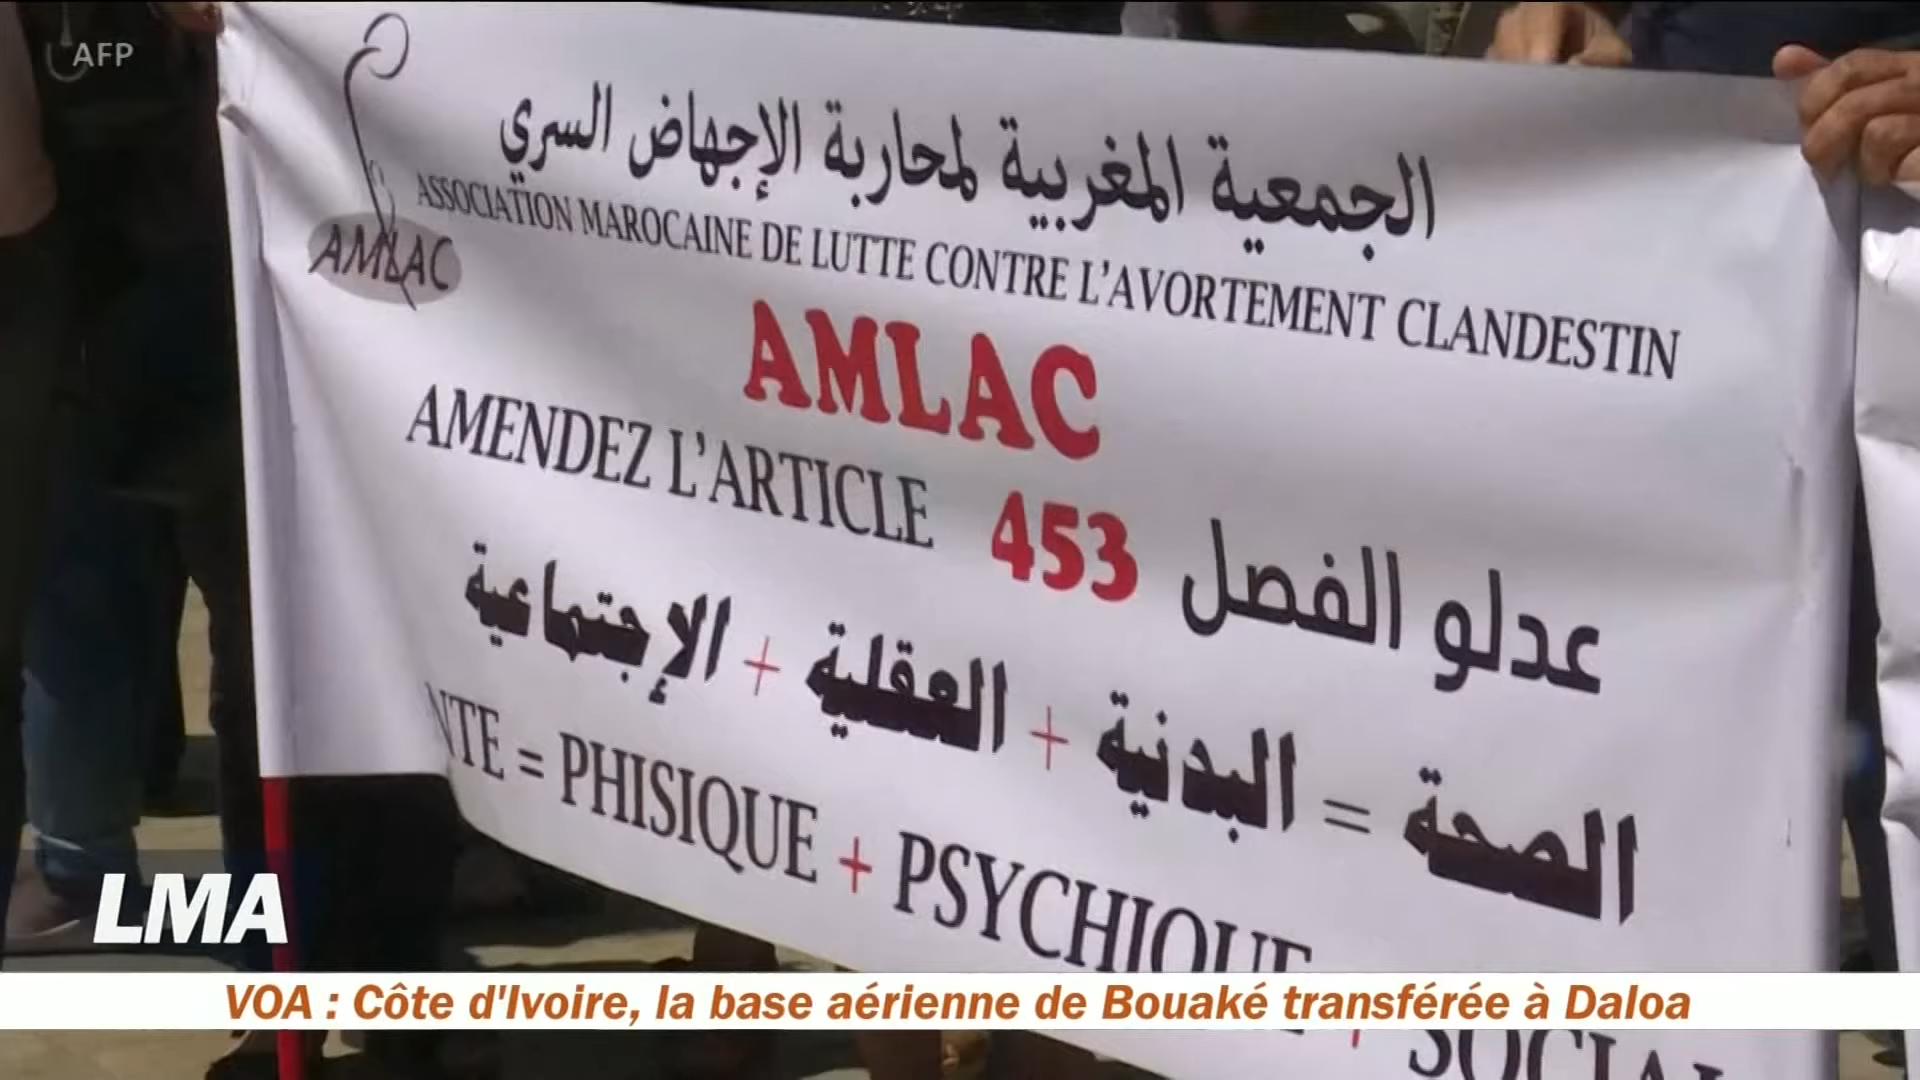 AFP
الجمعية المغربية لمحاربة الإجهاض السري
ASSOCIATION MAROCAINE DE LUTTE CONTRE L'AVORTEMENT CLANDESTIN
AMLAC
AMLAC
AMENDEZ L'ARTICLE 453 عدلو الفصل
الصحة = البدنية + العقلية + الإجتماعية
NTE = PHISIQUE + PSYCHIQUE
LMA
VOA : Côte d'Ivoire, la base aérienne de Bouaké transférée à Daloa
+ SOCIAL